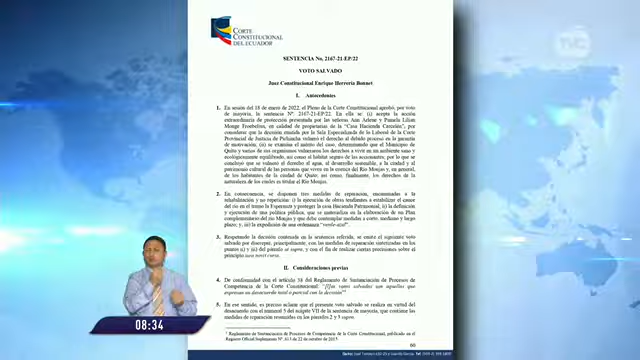 CORTE
CONSTITUCIONAL
DEL ECUADOR
SENTENCIA No. 2167-21-EP/22
VOTO SALVADO
Juez Constitucional Enrique Herrería Bonnet
I. Antecedentes
1. En sesión del 18 de enero de 2022, el Pleno de la Corte Constitucional aprobó, por voto
de mayoría, la sentencia Nº. 2167-21-EP/22. En ella se: (i) acepta la acción
extraordinaria de protección presentada por las señoras Ann Arlene y Pamela Lilian
Monge Froebelius, en calidad de propietarias de la "Casa Hacienda Carcelén", por
considerar que la decisión emitida por la Sala Especializada de lo Laboral de la Corte
Provincial de Justicia de Pichincha vulneró el derecho al debido proceso en la garantía
de motivación; (ii) se examina el mérito del caso, determinando que el Municipio de
Quito y varios de sus organismos vulneraron los derechos a vivir en un ambiente sano y
ecológicamente equilibrado, así como al hábitat seguro de las accionantes; por lo que se
concluyó que se vulneró el derecho al agua, al desarrollo sostenible, a la ciudad y al
patrimonio cultural de las personas que viven en la cuenca del Río Monjas y, en general,
de los habitantes de la ciudad de Quito; así como, finalmente, los derechos de la
naturaleza de los cuales es titular el Río Monjas.
2. En consecuencia, se disponen tres medidas de reparación, encaminadas a la
rehabilitación y no repetición: (i) la ejecución de obras tendientes a estabilizar el cauce
del río en el tramo la Esperanza y proteger la casa Hacienda Patrimonial, ii) la definición
y ejecución de una política pública, que se materializa en la elaboración de un Plan
complementario del río Monjas y que debe contemplar medidas a corto, mediano y largo
plazo; y, iii) la expedición de una ordenanza "verde-azul".
3. Respetando la decisión contenida en la sentencia referida, se emite el siguiente voto
salvado por discrepar, principalmente, con las medidas de reparación sintetizadas en los
puntos i) y iii) del párrafo 2 supra, y con el fin de realizar ciertas precisiones sobre el
principio iura novit curia.
II. Consideraciones previas
4. De conformidad con el artículo 38 del Reglamento de Sustanciación de Procesos de
Competencia de la Corte Constitucional: "[l]os votos salvados son aquellos que
expresan un desacuerdo total o parcial con la decisión"¹
5. En este sentido, es preciso aclarar que el presente voto salvado se realiza en virtud del
desacuerdo con el numeral 5 del acápite VII de la sentencia de mayoría, que contiene
las medidas de reparación resumidas en los párrafos 2 y 3 supra.
¹ Reglamento de Sustanciación de Procesos de Competencia de la Corte Constitucional, publicado en el
Registro Oficial Suplemento Nº. 613 de 22 de octubre de 2015.
60
08:34